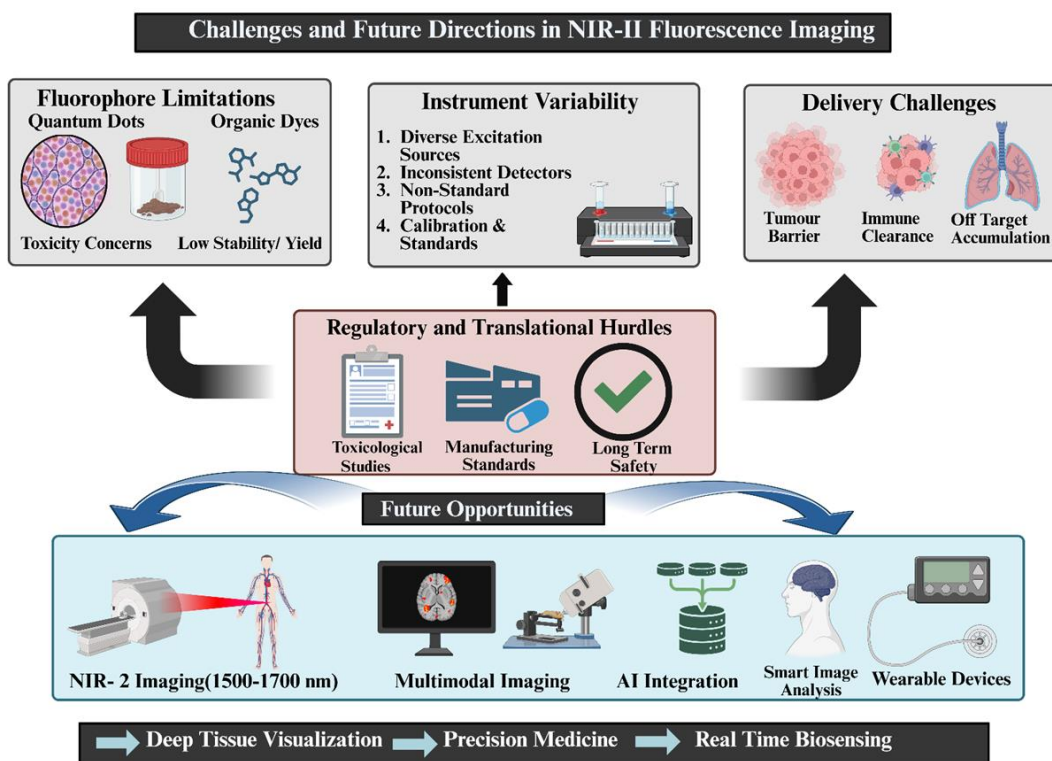 Challenges and Future Directions in NIR-II Fluorescence Imaging
Fluorophore Limitations
Quantum Dots
Organic Dyes
Toxicity Concerns
Low Stability/ Yield
Instrument Variability
1. Diverse Excitation
Sources
2. Inconsistent Detectors
3. Non-Standard
Protocols
4. Calibration &
Standards
Delivery Challenges
Tumour
Barrier
Immune
Clearance
Off Target
Accumulation
Regulatory and Translational Hurdles
Toxicological
Studies
Manufacturing
Standards
Long Term
Safety
Future Opportunities
NIR- 2 Imaging(1500-1700 nm)
Multimodal Imaging
AI Integration
Smart Image
Analysis
Wearable Devices
Deep Tissue Visualization
Precision Medicine
Real Time Biosensing